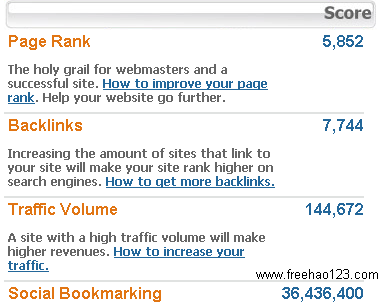 Score
Page Rank 5,852
The holy grail for webmasters and a
successful site. How to improve your page
rank. Help your website go further.
Backlinks 7,744
Increasing the amount of sites that link to
your site will make your site rank higher on
search engines. How to get more backlinks.
Traffic Volume 144,672
A site with a high traffic volume will make
higher revenues. How to increase your
traffic.
www.freehao123.com
Social Bookmarking 36,436,400